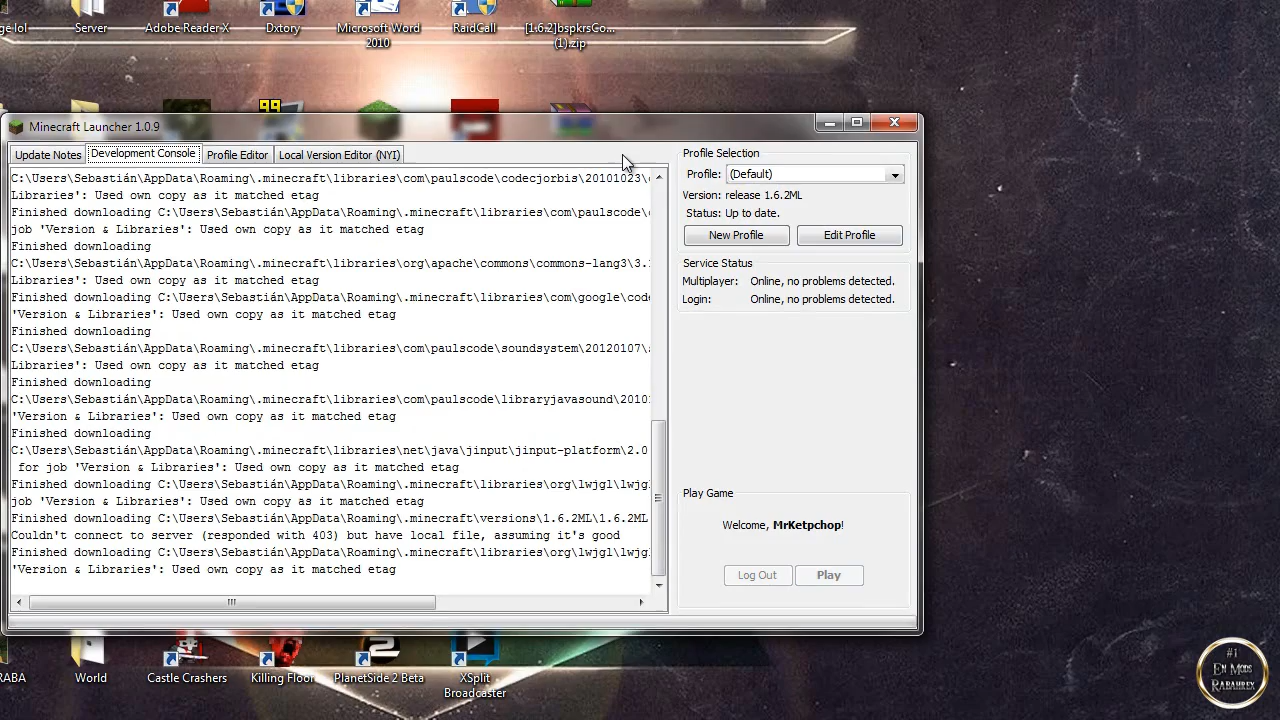 ge lol
Server
Adobe Reader X
Dxtory
Microsoft Word
2010
RaidCall
[1.6.2]bspkrsCo...
(1).zip
99
Minecraft Launcher 1.0.9
Update Notes
Development Console
Profile Editor
Local Version Editor (NYI)
C:\Users\Sebastián\AppData\Roaming\.minecraft\libraries\com\paulscode\codecjorbis\20101023\
Libraries': Used own copy as it matched etag
Finished downloading C:\Users\Sebastián\AppData\Roaming\.minecraft\libraries\com\paulscode\
job 'Version & Libraries': Used own copy as it matched etag
Finished downloading
C:\Users\Sebastián\AppData\Roaming\.minecraft\libraries\org\apache\commons\commons-lang3\3.
Libraries': Used own copy as it matched etag
Finished downloading C:\Users\Sebastián\AppData\Roaming\.minecraft\libraries\com\google\code
'Version & Libraries': Used own copy as it matched etag
Finished downloading
C:\Users\Sebastián\AppData\Roaming\.minecraft\libraries\com\paulscode\soundsystem\20120107\
Libraries': Used own copy as it matched etag
Finished downloading
C:\Users\Sebastián\AppData\Roaming\.minecraft\libraries\com\paulscode\libraryjavasound\2010
'Version & Libraries': Used own copy as it matched etag
Finished downloading
C:\Users\Sebastián\AppData\Roaming\.minecraft\libraries\net\java\jinput\jinput-platform\2.0
for job 'Version & Libraries': Used own copy as it matched etag
Finished downloading C:\Users\Sebastián\AppData\Roaming\.minecraft\libraries\org\lwjgl\lwjg
job 'Version & Libraries': Used own copy as it matched etag
Finished downloading C:\Users\Sebastián\AppData\Roaming\.minecraft\versions\1.6.2ML\1.6.2ML
Couldn't connect to server (responded with 403) but have local file, assuming it's good
Finished downloading C:\Users\Sebastián\AppData\Roaming\.minecraft\libraries\org\lwjgl\lwjg
'Version & Libraries': Used own copy as it matched etag
Profile Selection
Profile: (Default)
Version: release 1.6.2ML
Status: Up to date.
New Profile
Edit Profile
Service Status
Multiplayer: Online, no problems detected.
Login: Online, no problems detected.
Play Game
Welcome, MrKetpchop!
Log Out
Play
RABA
World
Castle Crashers
Killing Floor
PlanetSide 2 Beta
XSplit
Broadcaster
#1
En Mods
Rabahrex